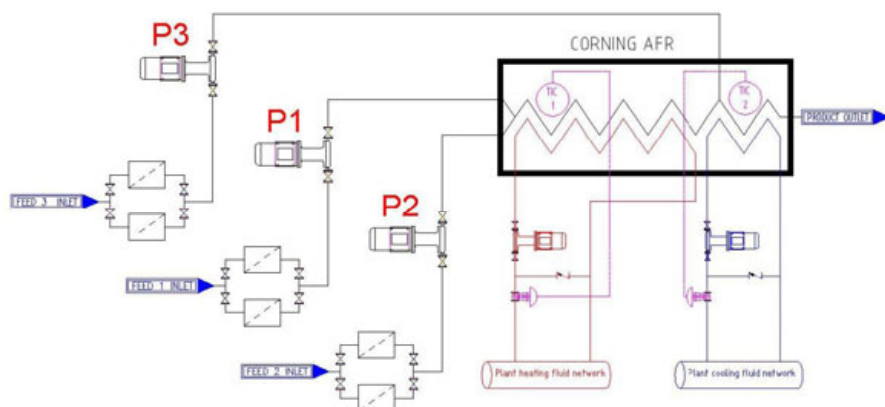 P3
CORNING AFR
TIC
1
TIC
2
P1
PRODUCT OUTLET
FEED 3 INLET
P2
FEED 1 INLET
FEED 2 INLET
Plant heating fluid network
Plant cooling fluid network